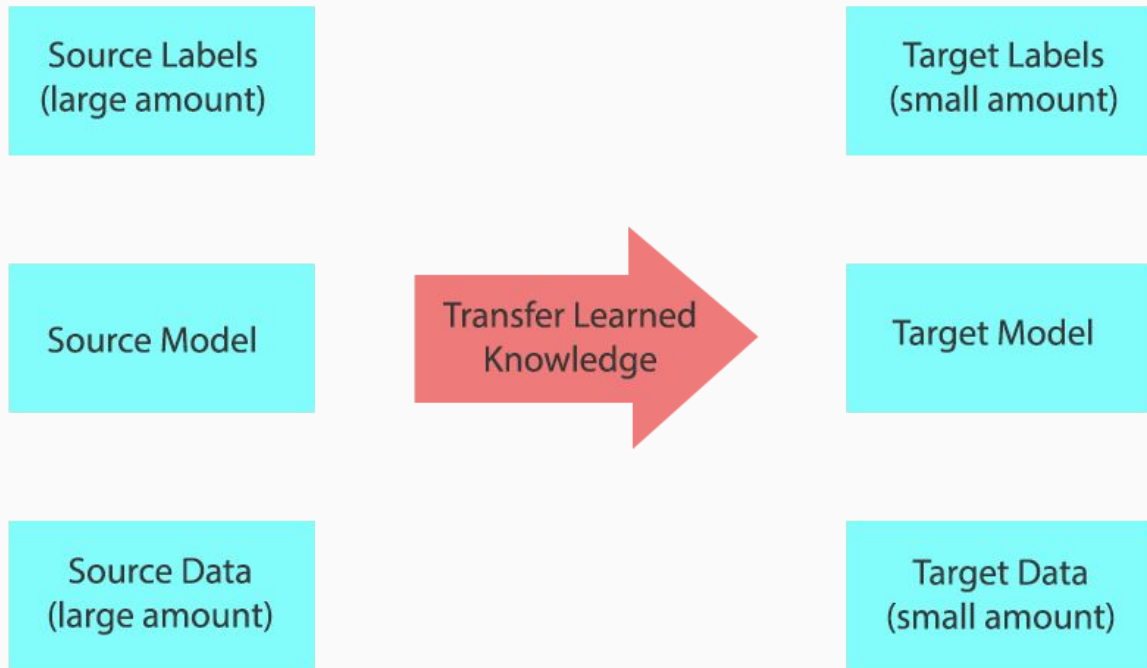 Source Labels
(large amount)
Target Labels
(small amount)
Source Model
Transfer Learned
Knowledge
Target Model
Source Data
(large amount)
Target Data
(small amount)